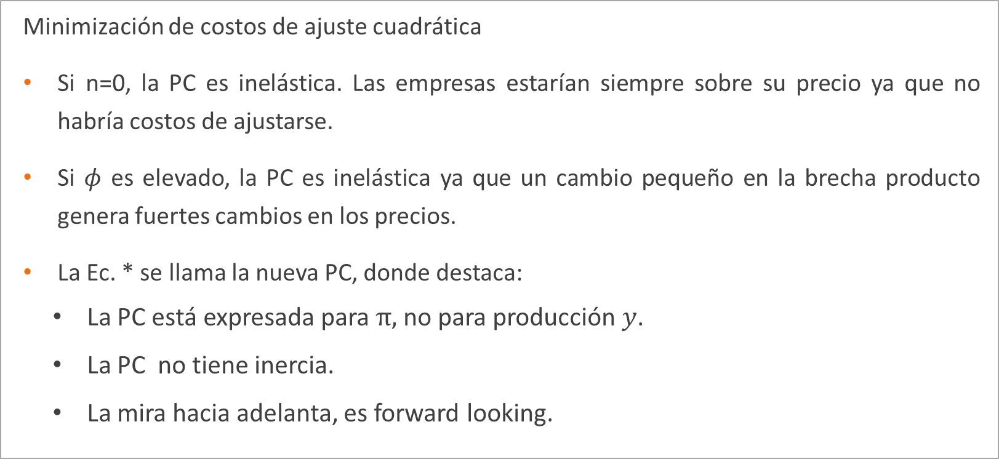 Minimización de costos de ajuste cuadrática
• Si n=0, la PC es inelástica. Las empresas estarían siempre sobre su precio ya que no
habría costos de ajustarse.
• Si ϕ es elevado, la PC es inelástica ya que un cambio pequeño en la brecha producto
genera fuertes cambios en los precios.
• La Ec. * se llama la nueva PC, donde destaca:
• La PC está expresada para π, no para producción y.
• La PC no tiene inercia.
• La mira hacia adelanta, es forward looking.